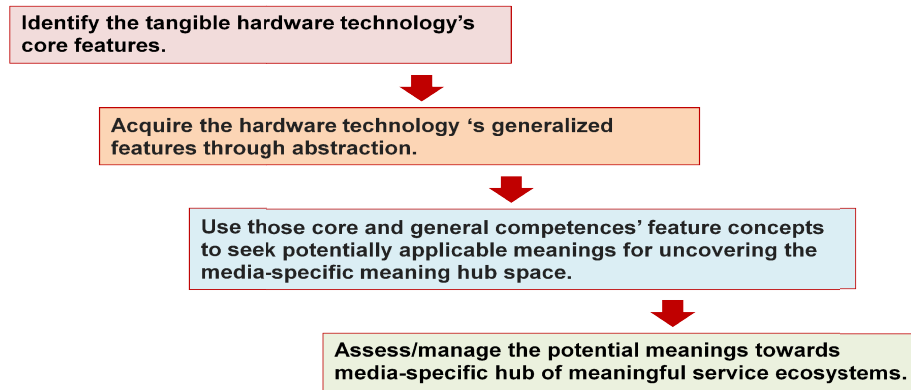 Identify the tangible hardware technology's
core features.
Acquire the hardware technology ‘s generalized
features through abstraction.
Use those core and general competences’ feature concepts
to seek potentially applicable meanings for uncovering the
media-specific meaning hub space.
Assess/manage the potential meanings towards
media-specific hub of meaningful service ecosystems.